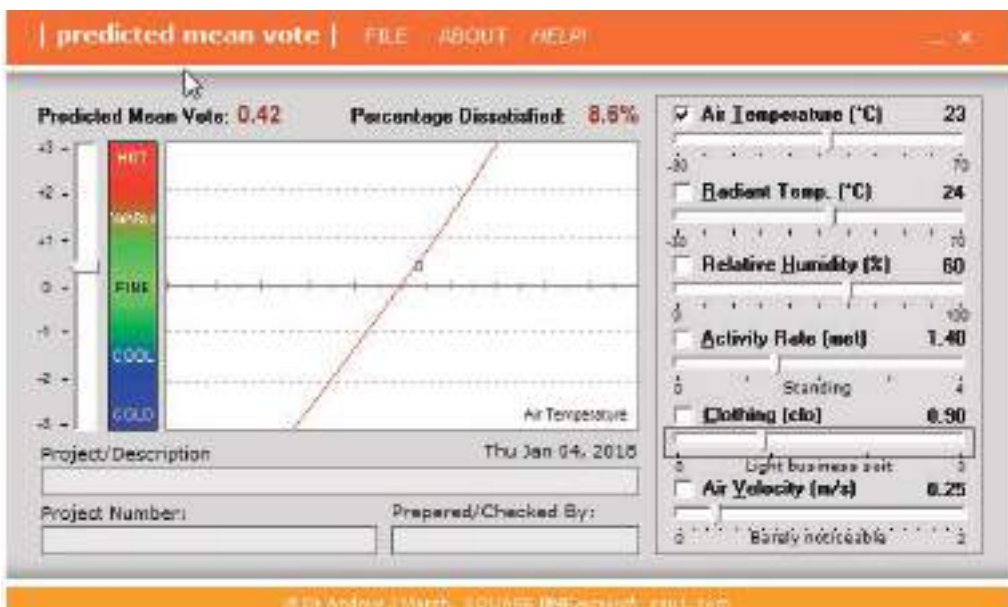 | predicted mean vote | FILE ABOUT HELP!
Predicted Mean Vote: 0.42 Percentage Dissatisfied: 8.6%
+3
HOT
+2
WARM
+1
0
FINE
-1
COOL
-2
-3
COLD
Air Temperature
Project/Description Thu Jan 04, 2018
Project Number: Prepared/Checked By:
Air Temperature (°C) 23
-30 70
Radiant Temp. (°C) 24
-30 70
Relative Humidity (%) 60
0 100
Activity Rate (met) 1.40
0 Standing 4
Clothing (clo) 0.90
0 Light business suit 3
Air Velocity (m/s) 0.25
0 Barely noticeable 2